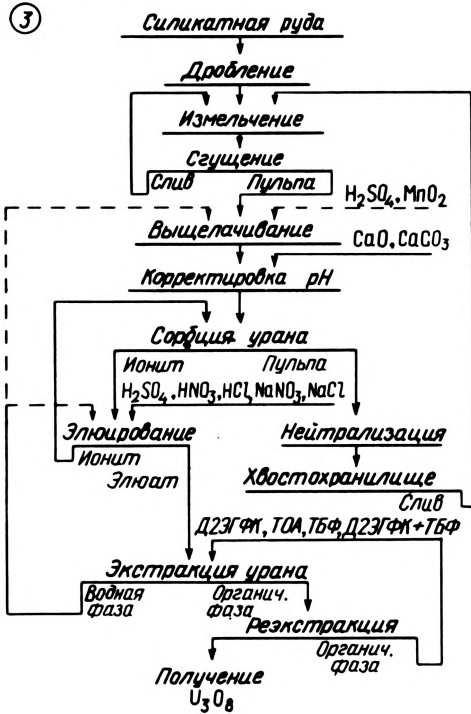 3
Силикатная руда
Дробление
Измельчение
Сгущение
Слив Пульпа
H₂SO₄, MnO₂
Выщелачивание
CaO, CaCO₃
Корректировка pH
Сорбция урана
Ионит Пульпа
H₂SO₄, HNO₃, HCl, NaNO₃, NaCl
Элюирование Нейтрализация
Ионит
Элюат
Хвостохранилище
Слив
Д2ЭГФК, ТОА, ТБФ, Д2ЭГФК+ТБФ
Экстракция урана
Водная Органич.
фаза фаза
Реэкстракция
Органич.
фаза
Получение
U₃O₈